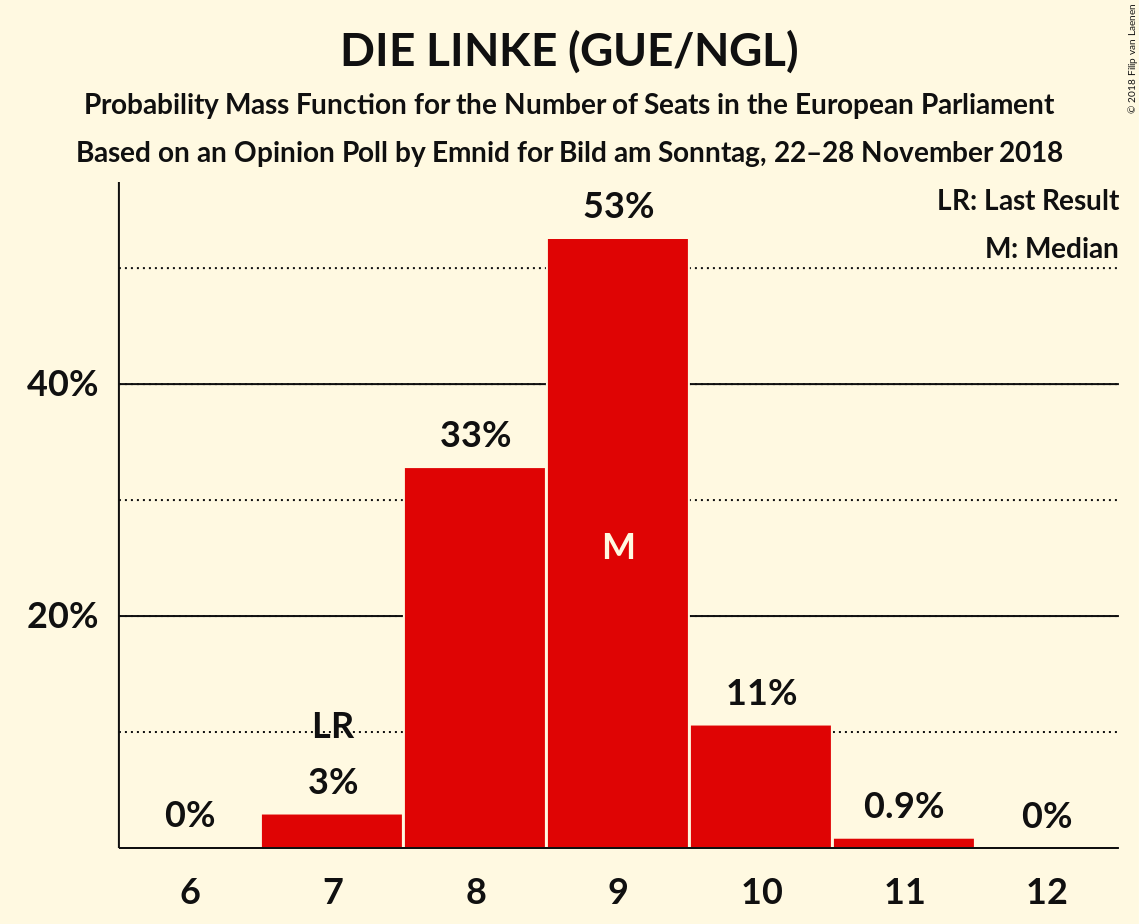 DIE LINKE (GUE/NGL)
Probability Mass Function for the Number of Seats in the European Parliament
Based on an Opinion Poll by Emnid for Bild am Sonntag, 22–28 November 2018
© 2018 Filip van Laenen
LR: Last Result
M: Median
53%
40%
33%
M
20%
11%
LR
3%
0%
0.9%
0%
6 7 8 9 10 11 12